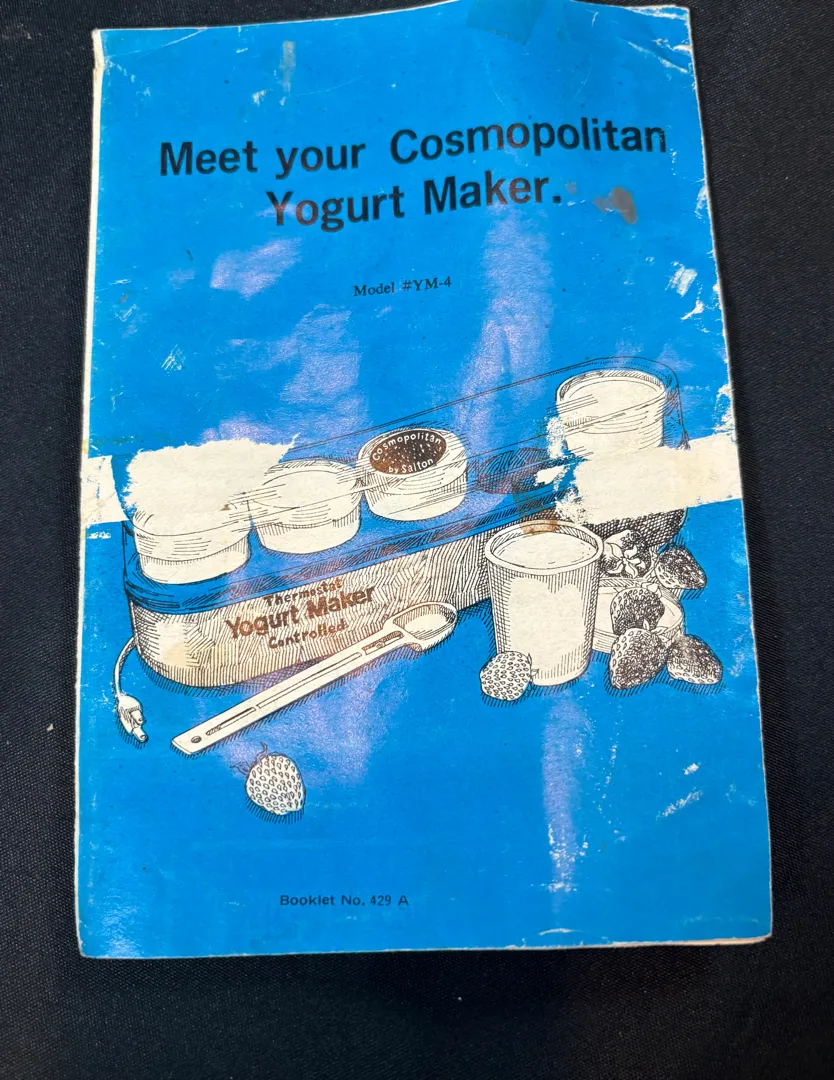 Meet your Cosmopolitan
Yogurt Maker.
Model #YM-4
Cosmopolitan
by Salton
Thermostat
Yogurt Maker
Controlled
Booklet No. 429 A